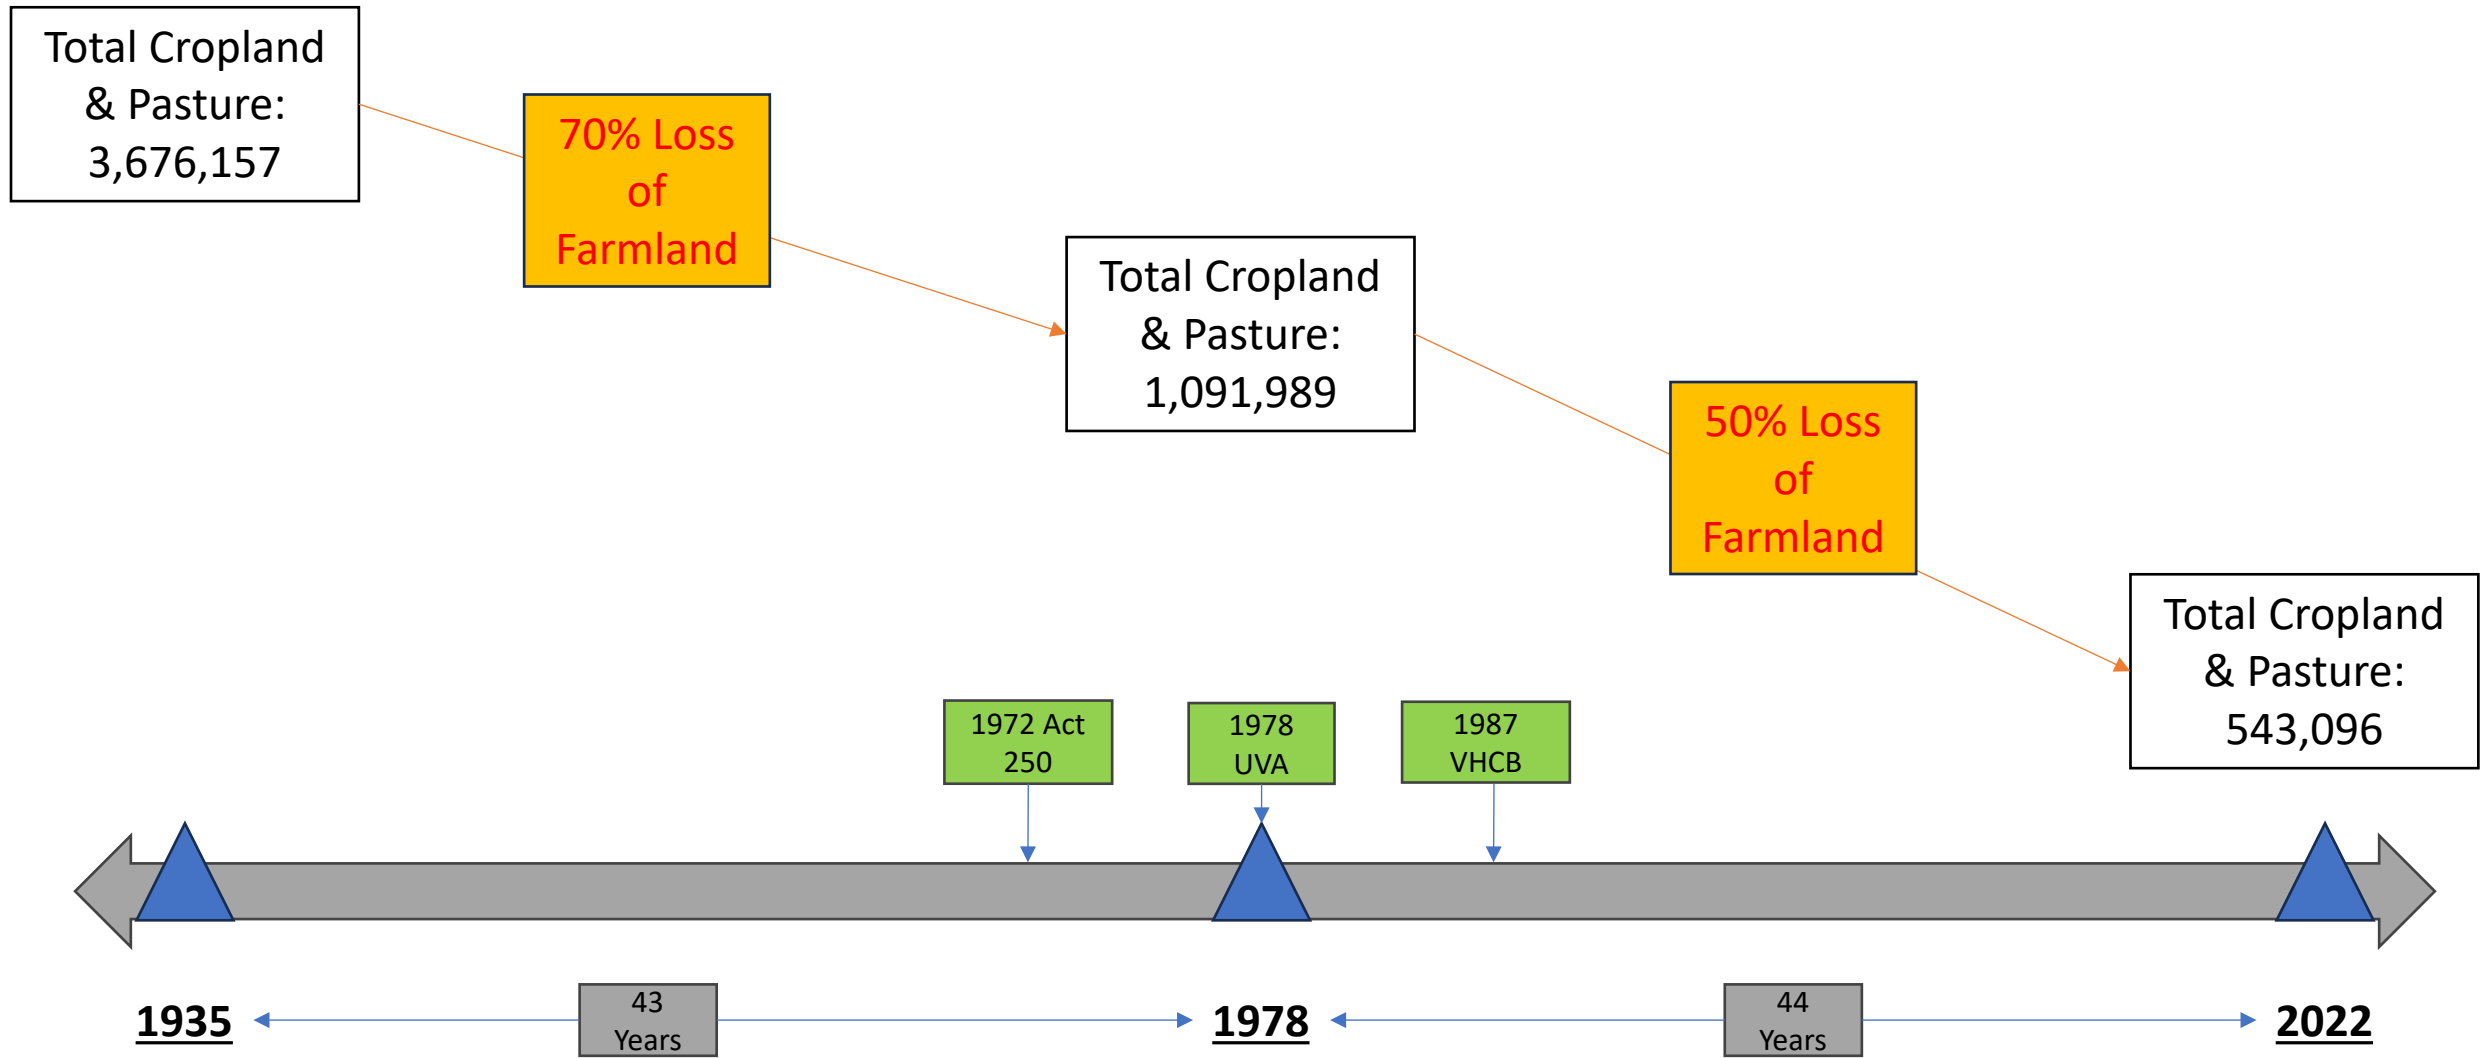 Total Cropland
& Pasture:
3,676,157
70% Loss
of
Farmland
Total Cropland
& Pasture:
1,091,989
50% Loss
of
Farmland
Total Cropland
& Pasture:
543,096
1972 Act
250
1978
UVA
1987
VHCB
1935
43
Years
1978
44
Years
2022